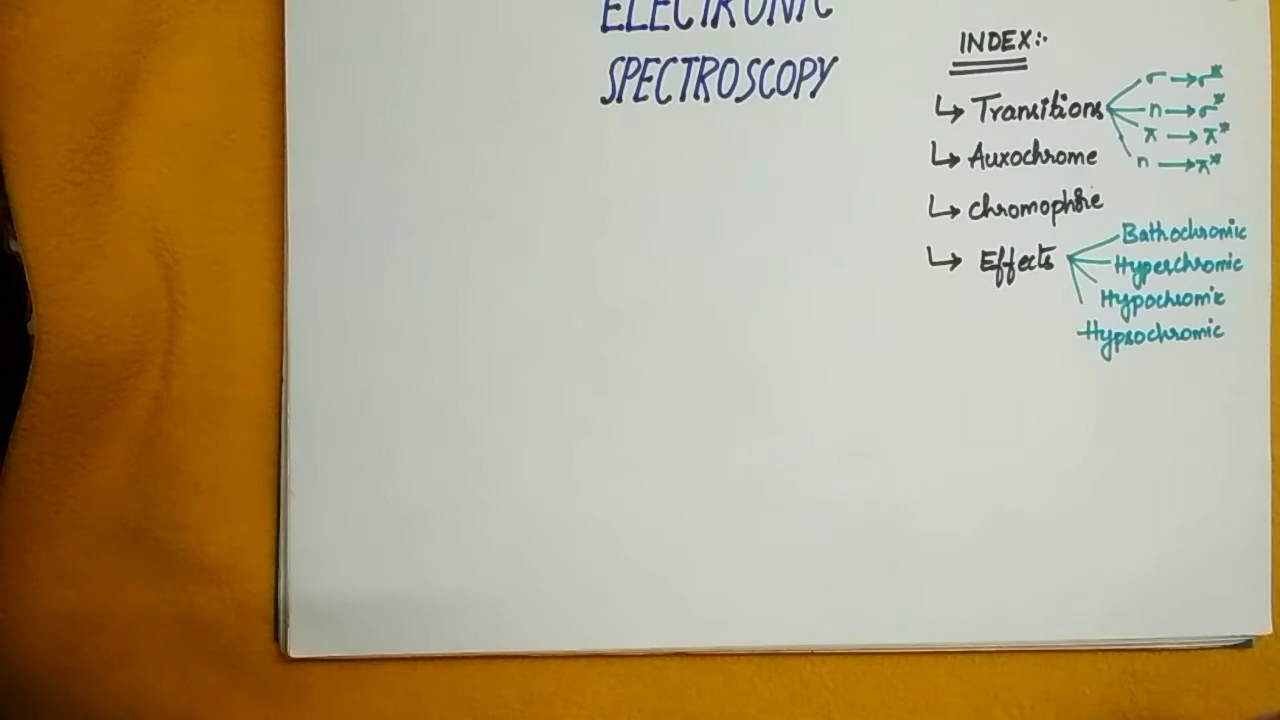 ELECTRONIC
SPECTROSCOPY
INDEX:-
↳ Transitions
σ → σ*
n → σ*
π → π*
n → π*
↳ Auxochrome
↳ chromophore
↳ Effects
Bathochromic
Hyperchromic
Hypochromic
Hypsochromic